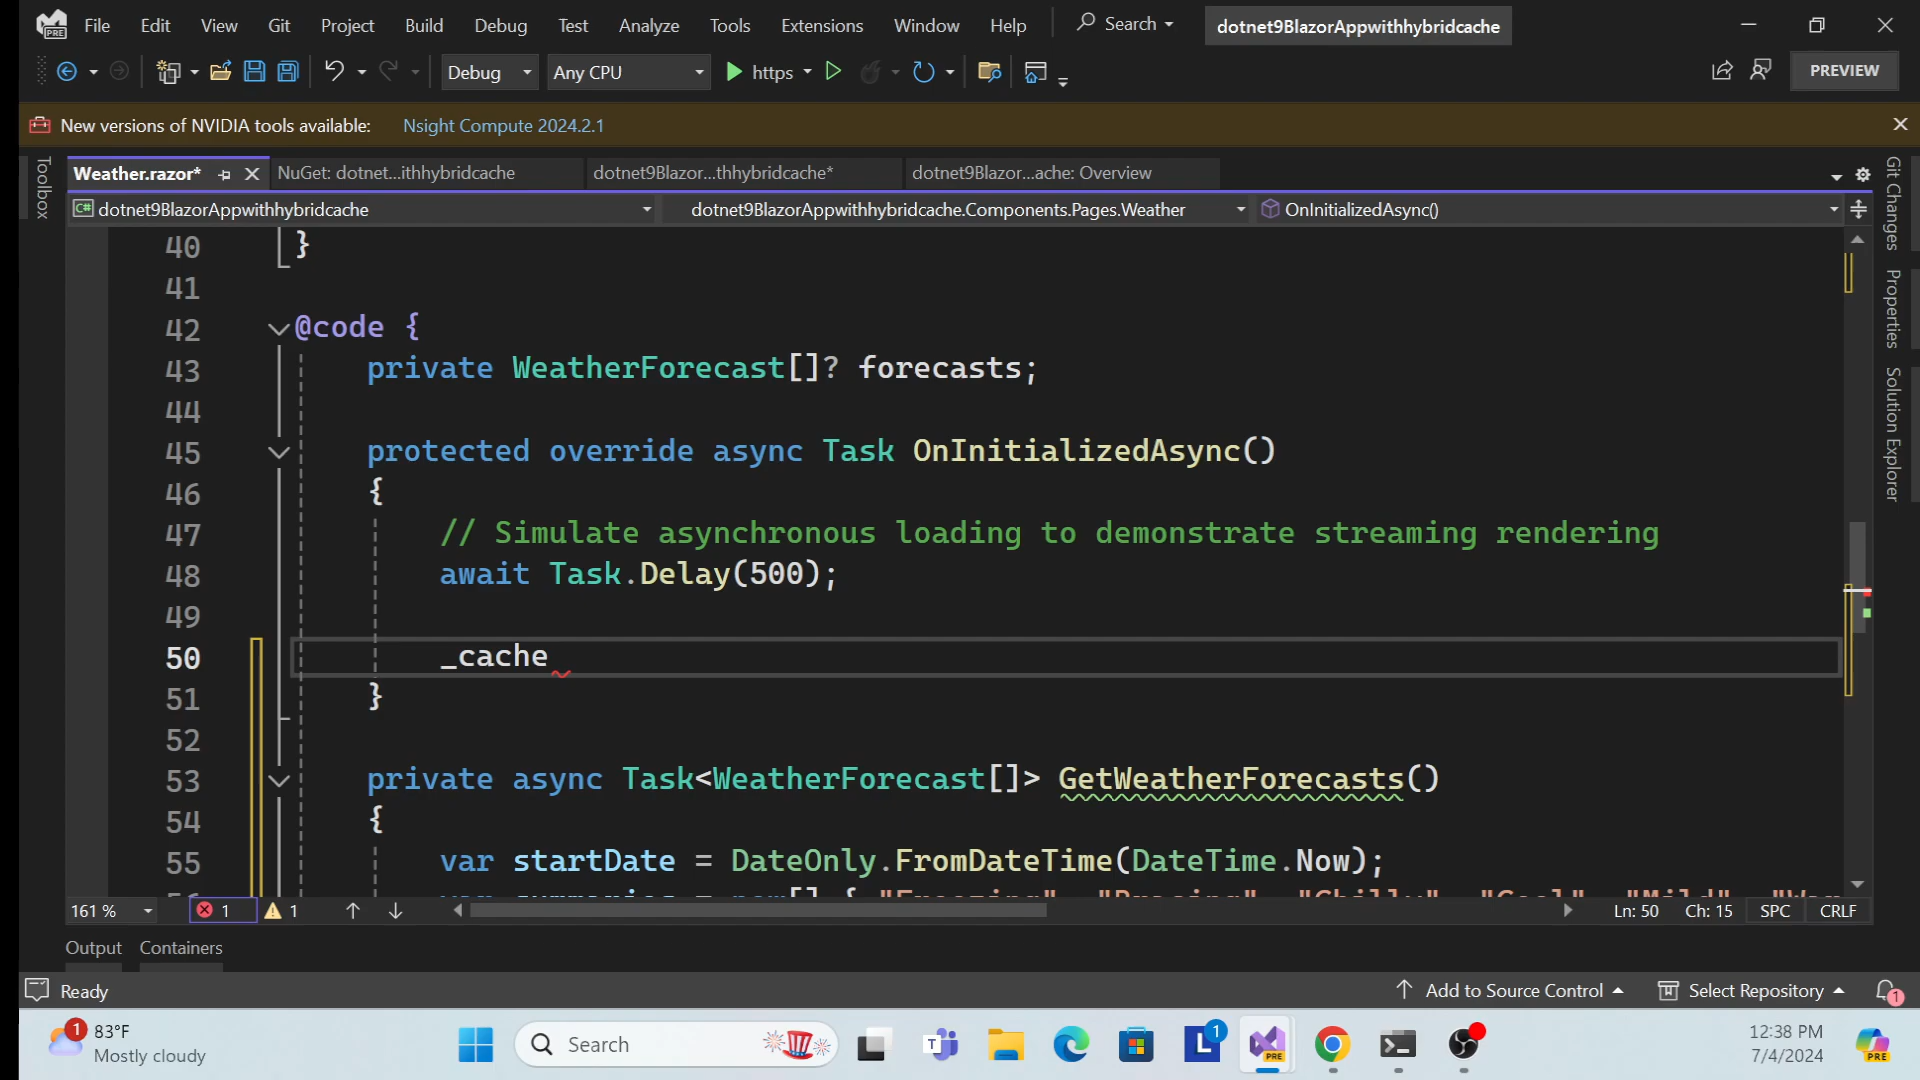 File Edit View Git Project Build Debug Test Analyze Tools Extensions Window Help Search dotnet9BlazorAppwithhybridcache
PRE
Debug Any CPU https PREVIEW
New versions of NVIDIA tools available: Nsight Compute 2024.2.1
Toolbox
Weather.razor* NuGet: dotnet...ithhybridcache dotnet9Blazor...thhybridcache* dotnet9Blazor...ache: Overview
C# dotnet9BlazorAppwithhybridcache dotnet9BlazorAppwithhybridcache.Components.Pages.Weather OnInitializedAsync()
Git Changes
Properties
Solution Explorer
40 }
41
42 @code {
43 private WeatherForecast[]? forecasts;
44
45 protected override async Task OnInitializedAsync()
46 {
47 // Simulate asynchronous loading to demonstrate streaming rendering
48 await Task.Delay(500);
49
50 _cache
51 }
52
53 private async Task<WeatherForecast[]> GetWeatherForecasts()
54 {
55 var startDate = DateOnly.FromDateTime(DateTime.Now);
161 % 1 1 Ln: 50 Ch: 15 SPC CRLF
Output Containers
Ready Add to Source Control Select Repository 1
1 83°F
Mostly cloudy
Search
T
L 1
PRE
12:38 PM
7/4/2024
PRE